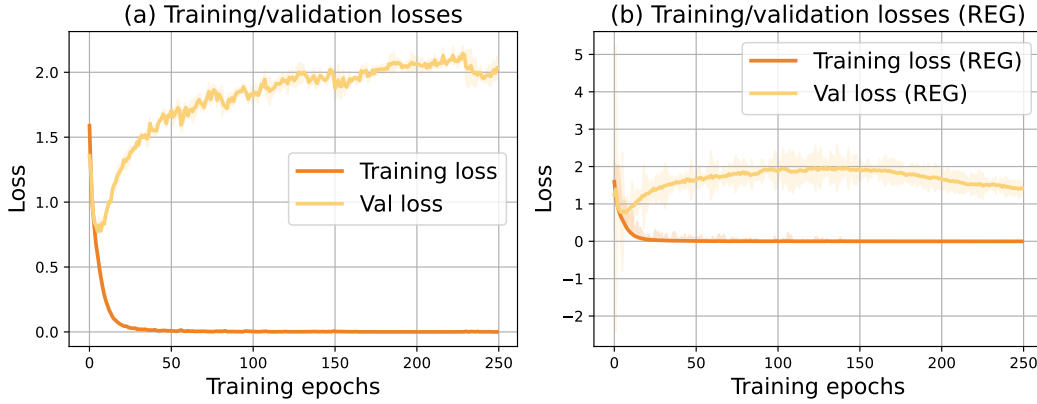 (a) Training/validation losses
2.0
1.5
1.0
0.5
0.0
Loss
Training loss
Val loss
0
50
100
150
200
250
Training epochs
(b) Training/validation losses (REG)
5
4
3
2
1
0
−1
−2
Loss
Training loss (REG)
Val loss (REG)
0
50
100
150
200
250
Training epochs